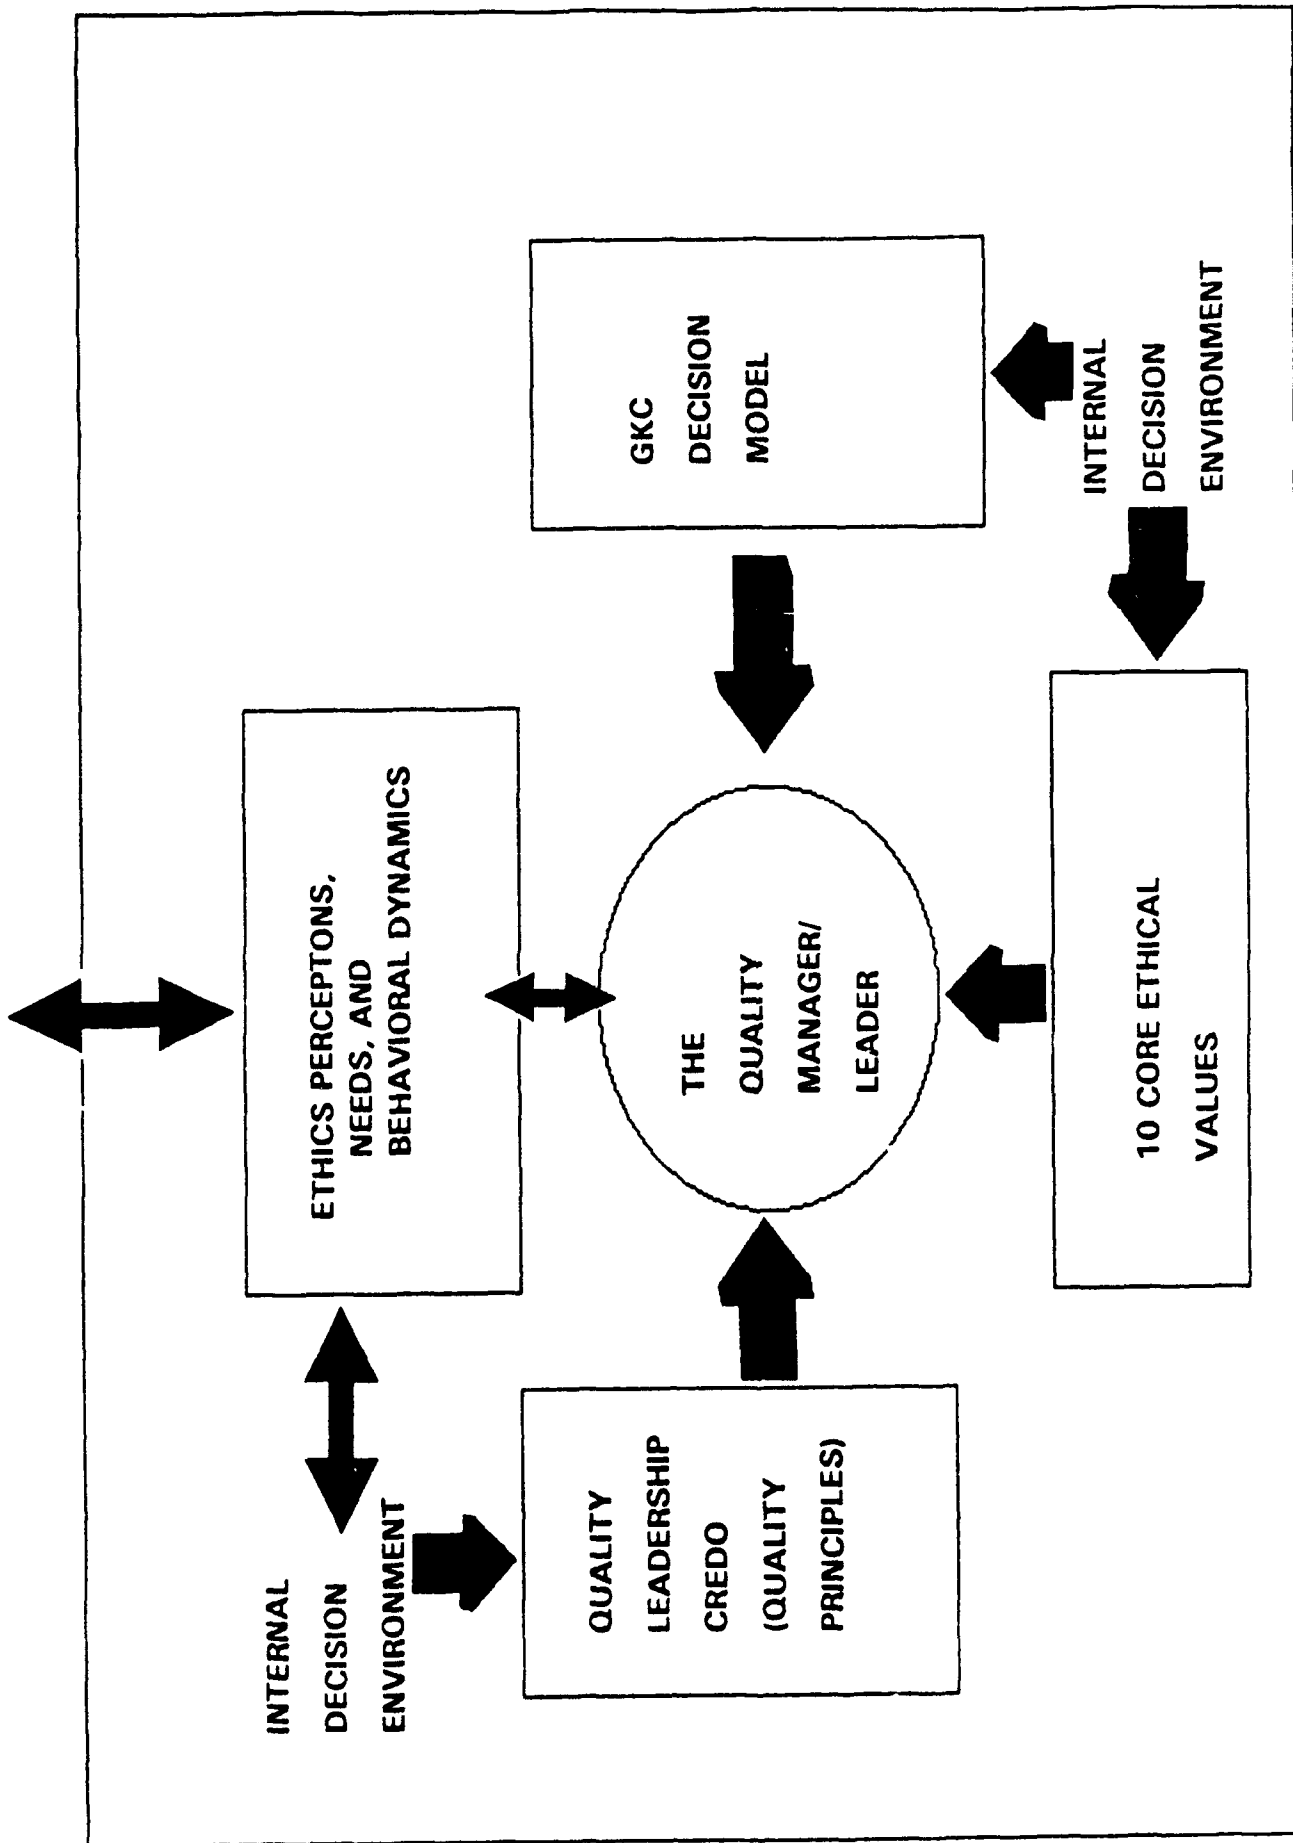 ETHICS PERCEPTONS,
NEEDS, AND
BEHAVIORAL DYNAMICS
INTERNAL
DECISION
ENVIRONMENT
QUALITY
LEADERSHIP
CREDO
(QUALITY
PRINCIPLES)
THE
QUALITY
MANAGER/
LEADER
GKC
DECISION
MODEL
10 CORE ETHICAL
VALUES
INTERNAL
DECISION
ENVIRONMENT